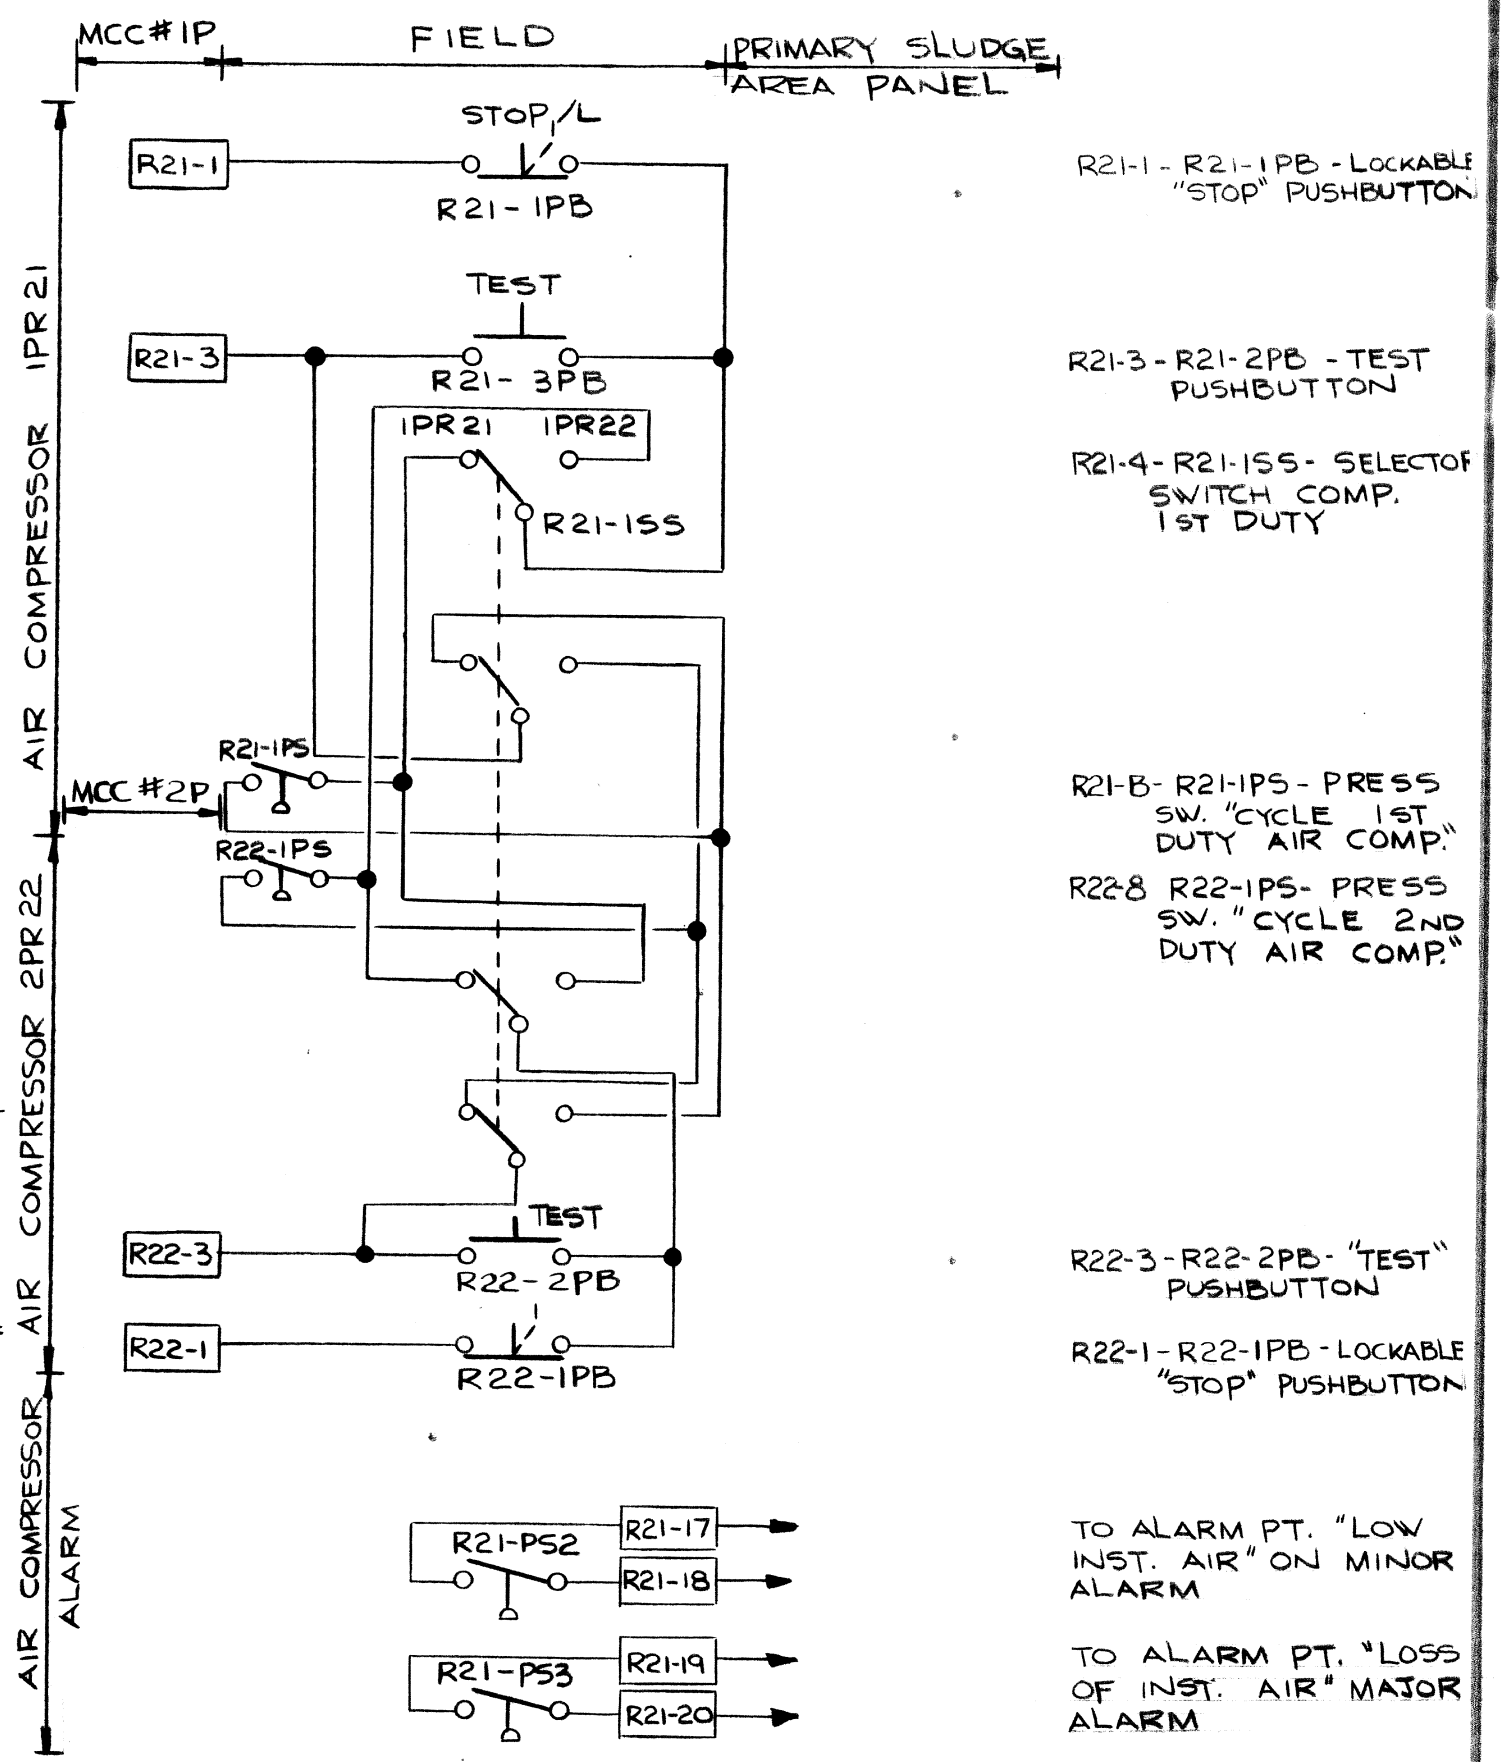 MCC#1P
FIELD
PRIMARY SLUDGE
AREA PANEL
STOP/L
R21-1
R21-1PB
R21-1 - R21-1PB - LOCKABLE
"STOP" PUSHBUTTON
AIR COMPRESSOR 1PR21
TEST
R21-3
R21-3PB
R21-3 - R21-2PB - TEST
PUSHBUTTON
1PR21
1PR22
R21-1SS
R21-4 - R21-1SS - SELECTOR
SWITCH COMP.
1ST DUTY
R21-1PS
MCC #2P
R21-B - R21-1PS - PRESS
SW. "CYCLE 1ST
DUTY AIR COMP."
R22-1PS
R22-8 R22-1PS - PRESS
SW. "CYCLE 2ND
DUTY AIR COMP."
AIR COMPRESSOR 2PR22
TEST
R22-3
R22-2PB
R22-3 - R22-2PB - "TEST"
PUSHBUTTON
R22-1
R22-1PB
R22-1 - R22-1PB - LOCKABLE
"STOP" PUSHBUTTON
AIR COMPRESSOR
ALARM
R21-PS2
R21-17
R21-18
TO ALARM PT. "LOW
INST. AIR" ON MINOR
ALARM
R21-PS3
R21-19
R21-20
TO ALARM PT. "LOSS
OF INST. AIR" MAJOR
ALARM